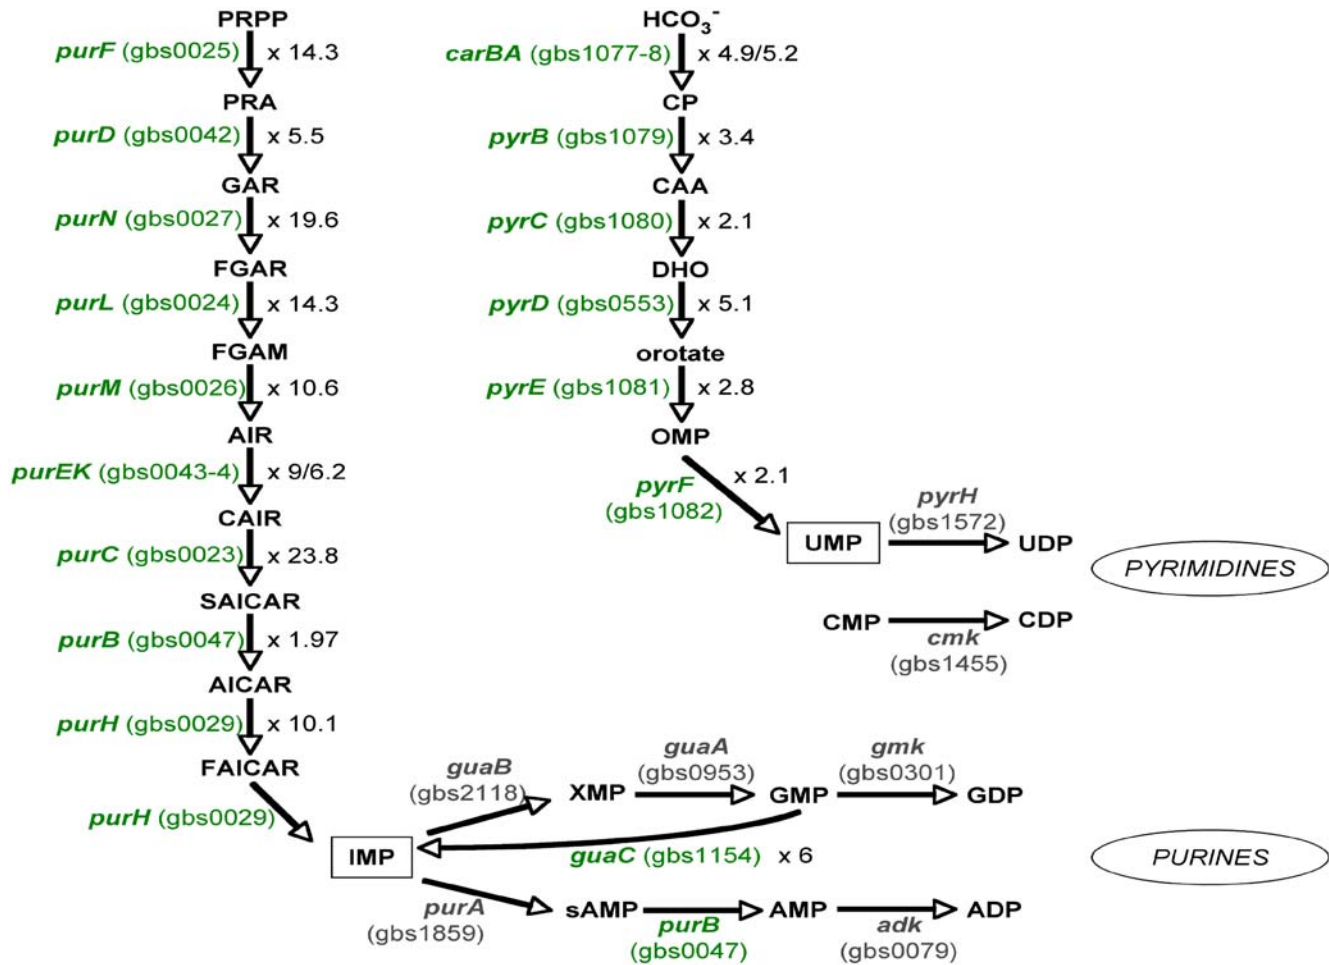 PRPP
purF (gbs0025) x 14.3
PRA
purD (gbs0042) x 5.5
GAR
purN (gbs0027) x 19.6
FGAR
purL (gbs0024) x 14.3
FGAM
purM (gbs0026) x 10.6
AIR
purEK (gbs0043-4) x 9/6.2
CAIR
purC (gbs0023) x 23.8
SAICAR
purB (gbs0047) x 1.97
AICAR
purH (gbs0029) x 10.1
FAICAR
purH (gbs0029)
IMP
HCO₃⁻
carBA (gbs1077-8) x 4.9/5.2
CP
pyrB (gbs1079) x 3.4
CAA
pyrC (gbs1080) x 2.1
DHO
pyrD (gbs0553) x 5.1
orotate
pyrE (gbs1081) x 2.8
OMP
pyrF x 2.1
(gbs1082)
UMP
pyrH
(gbs1572)
UDP
PYRIMIDINES
CMP
CDP
cmk
(gbs1455)
guaB
(gbs2118)
XMP
guaA
(gbs0953)
GMP
gmk
(gbs0301)
GDP
guaC (gbs1154) x 6
PURINES
purA
(gbs1859)
sAMP
purB
(gbs0047)
AMP
adk
(gbs0079)
ADP